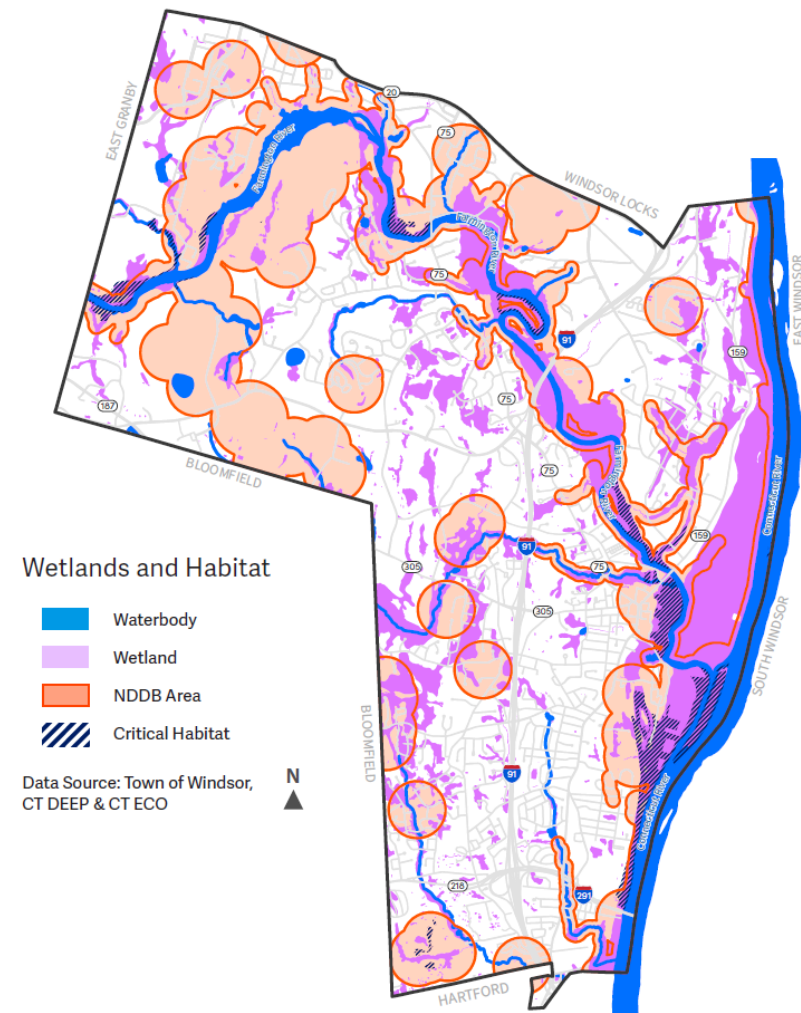 20
75
EAST GRANBY
Farmington River
WINDSOR LOCKS
Farmington River
75
EAST WINDSOR
91
159
187
75
BLOOMFIELD
75
Farmington River
Connecticut River
159
91
305
75
305
Wetlands and Habitat
Waterbody
Wetland
NDDB Area
Critical Habitat
Data Source: Town of Windsor,
CT DEEP & CT ECO
N
SOUTH WINDSOR
BLOOMFIELD
91
Connecticut River
218
291
HARTFORD